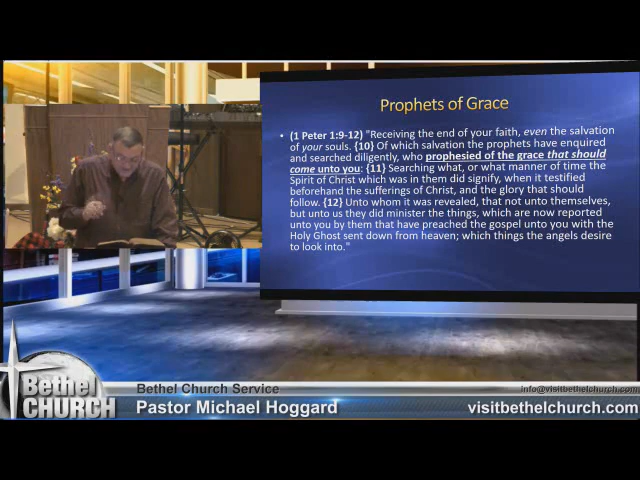 Prophets of Grace
• (1 Peter 1:9-12) "Receiving the end of your faith, even the salvation
of your souls. {10} Of which salvation the prophets have enquired
and searched diligently, who prophesied of the grace that should
come unto you: {11} Searching what, or what manner of time the
Spirit of Christ which was in them did signify, when it testified
beforehand the sufferings of Christ, and the glory that should
follow. {12} Unto whom it was revealed, that not unto themselves,
but unto us they did minister the things, which are now reported
unto you by them that have preached the gospel unto you with the
Holy Ghost sent down from heaven; which things the angels desire
to look into."
Bethel
CHURCH
Bethel Church Service
info@visitbethelchurch.com
Pastor Michael Hoggard
visitbethelchurch.com